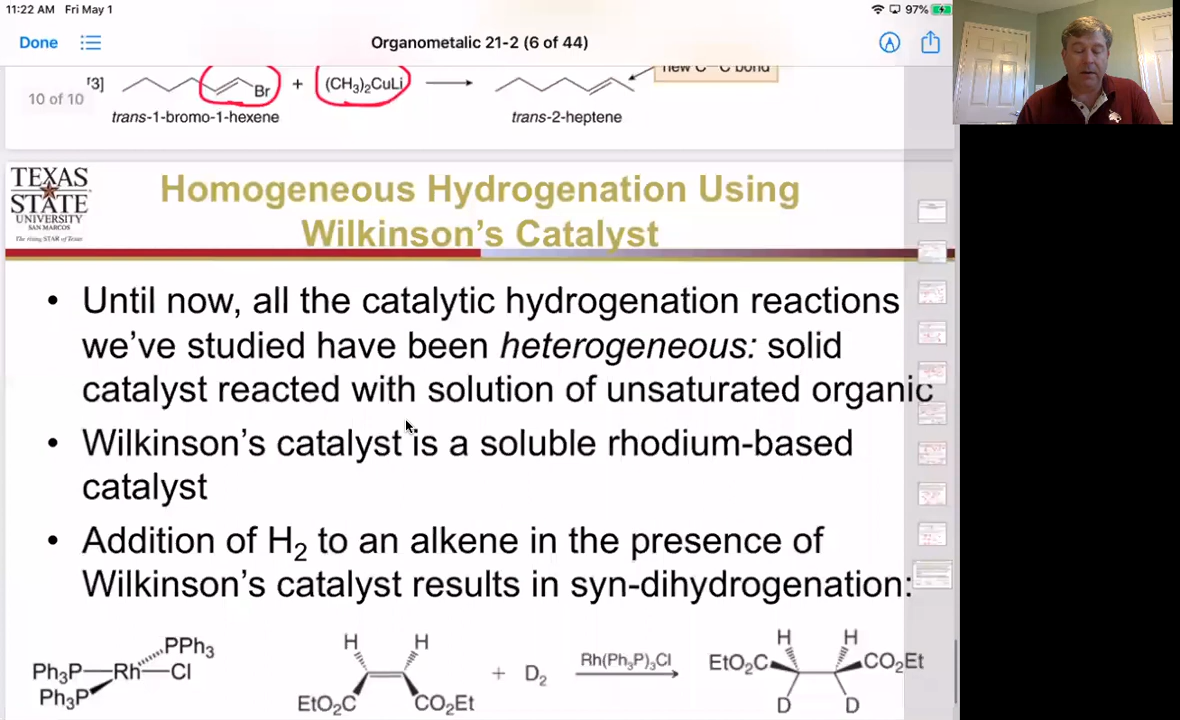 11:22 AM Fri May 1
97%
Done
Organometalic 21-2 (6 of 44)
new C C bond
[3]
Br
+
(CH3)2CuLi
10 of 10
trans-1-bromo-1-hexene
trans-2-heptene
TEXAS
STATE
UNIVERSITY
SAN MARCOS
The rising STAR of Texas
Homogeneous Hydrogenation Using
Wilkinson's Catalyst
• Until now, all the catalytic hydrogenation reactions
we've studied have been heterogeneous: solid
catalyst reacted with solution of unsaturated organic
• Wilkinson's catalyst is a soluble rhodium-based
catalyst
• Addition of H2 to an alkene in the presence of
Wilkinson's catalyst results in syn-dihydrogenation:
PPh3
Ph3P Rh Cl
Ph3P
H H
EtO2C CO2Et
+ D2
Rh(Ph3P)3Cl
H H
EtO2C CO2Et
D D